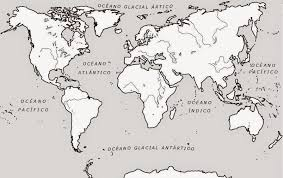 OCÉANO GLACIAL ÁRTICO
OCÉANO
ATLÁNTICO
OCÉANO
PACÍFICO
OCÉANO
PACÍFICO
OCÉANO
ÍNDICO
OCÉANO GLACIAL ANTÁRTICO